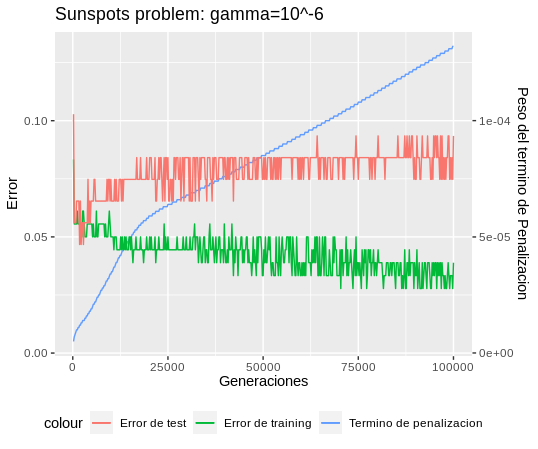 Sunspots problem: gamma=10^-6
Error
0.10
0.05
0.00
1e-04
5e-05
0e+00
Peso del termino de Penalizacion
0
25000
50000
75000
100000
Generaciones
colour
Error de test
Error de training
Termino de penalizacion